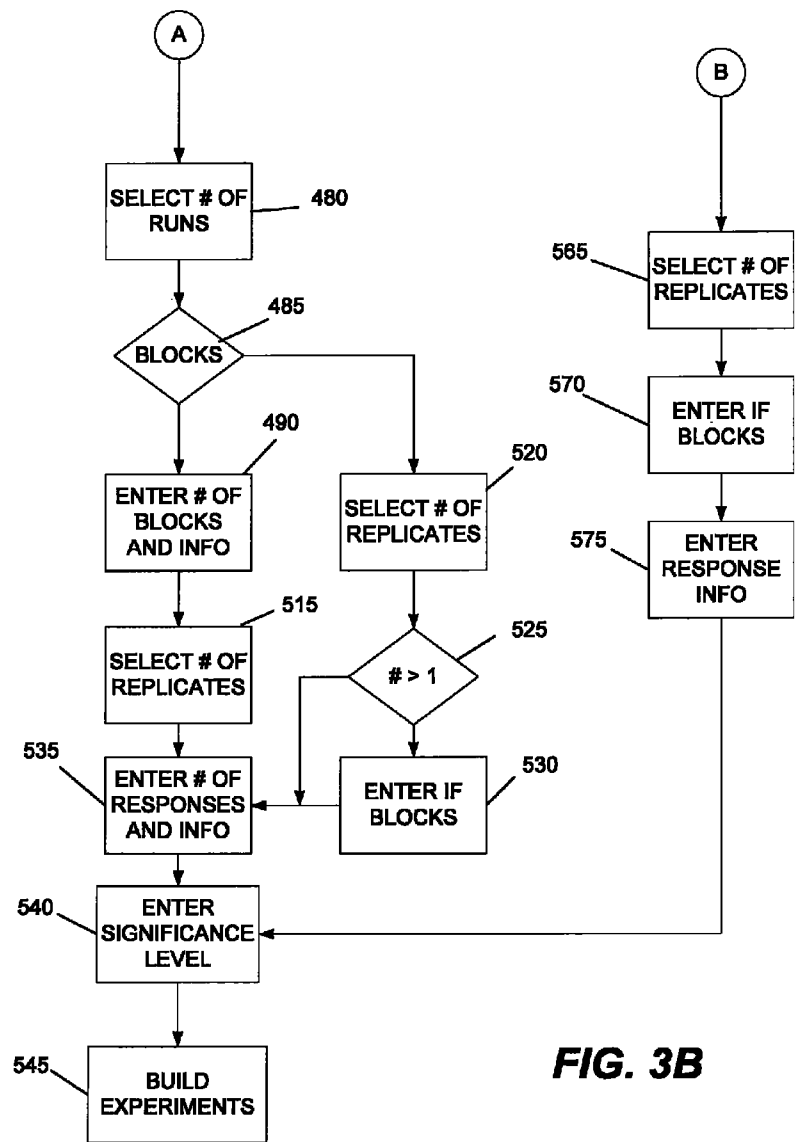 A
SELECT # OF
RUNS
480
BLOCKS
485
490
ENTER # OF
BLOCKS
AND INFO
515
SELECT # OF
REPLICATES
520
SELECT # OF
REPLICATES
525
# > 1
530
ENTER IF
BLOCKS
535
ENTER # OF
RESPONSES
AND INFO
540
ENTER
SIGNIFICANCE
LEVEL
545
BUILD
EXPERIMENTS
B
565
SELECT # OF
REPLICATES
570
ENTER IF
BLOCKS
575
ENTER
RESPONSE
INFO
FIG. 3B